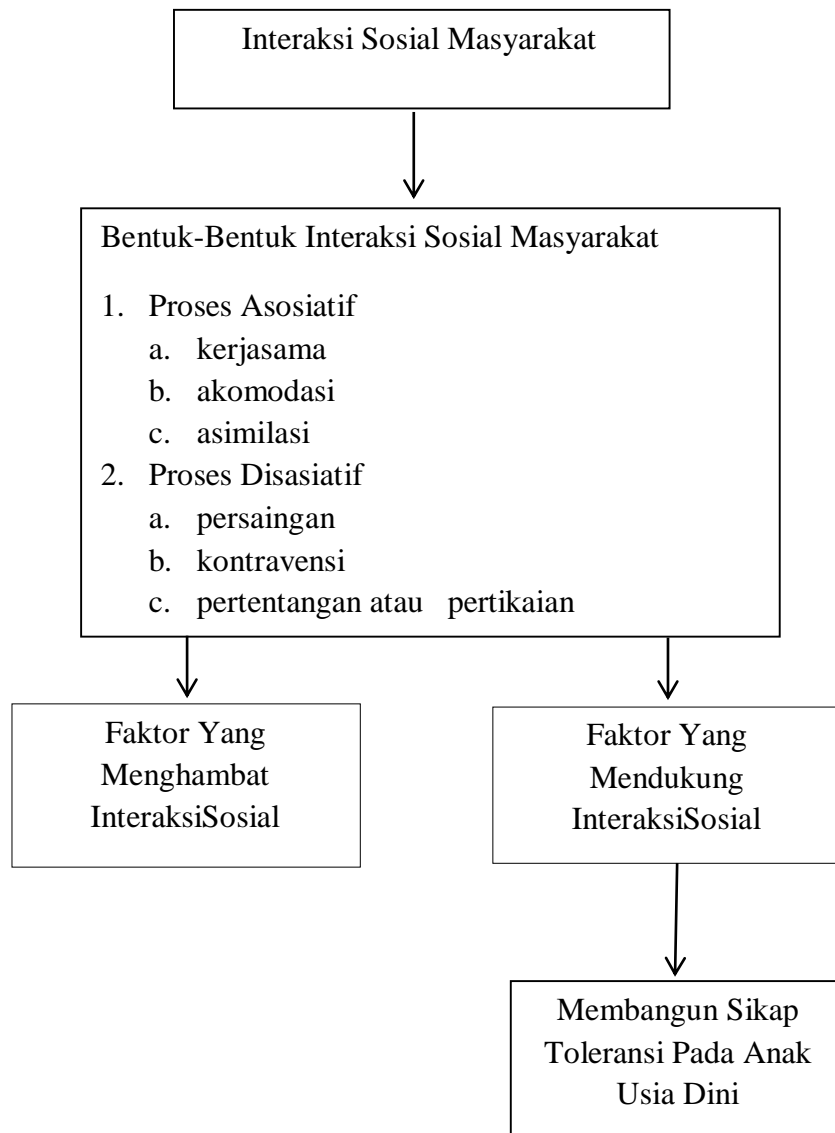 Interaksi Sosial Masyarakat
Bentuk-Bentuk Interaksi Sosial Masyarakat
1. Proses Asosiatif
a. kerjasama
b. akomodasi
c. asimilasi
2. Proses Disasiatif
a. persaingan
b. kontravensi
c. pertentangan atau pertikaian
Faktor Yang
Menghambat
InteraksiSosial
Faktor Yang
Mendukung
InteraksiSosial
Membangun Sikap
Toleransi Pada Anak
Usia Dini